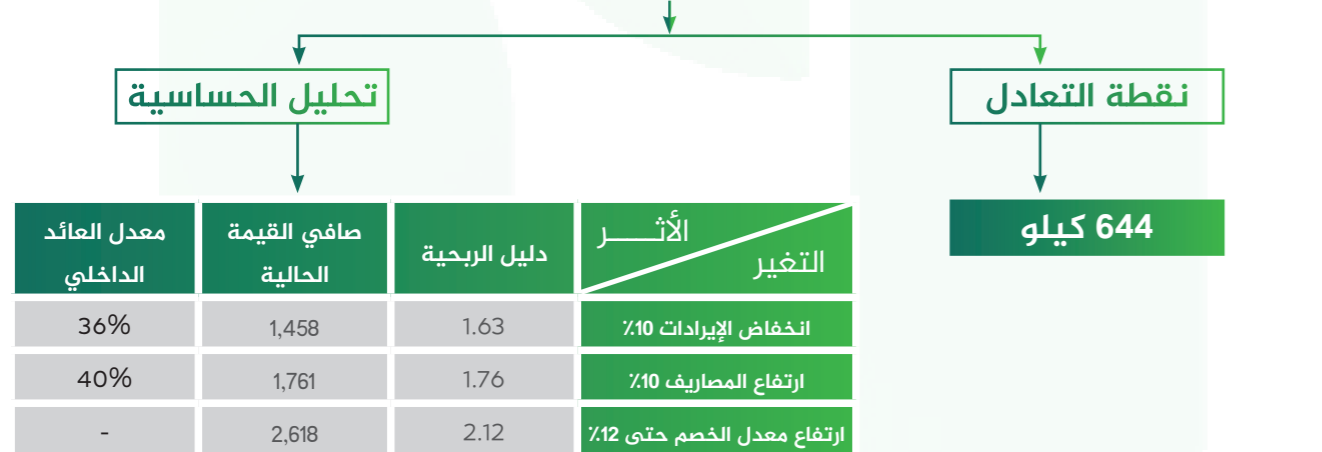 نقطة التعادل
644 كيلو
تحليل الحساسية
الأثـــــر
التغير
دليل الربحية
صافي القيمة
الحالية
معدل العائد
الداخلي
انخفاض الإيرادات 10٪ 1.63 1,458 36%
ارتفاع المصاريف 10٪ 1.76 1,761 40%
ارتفاع معدل الخصم حتى 12٪ 2.12 2,618 -